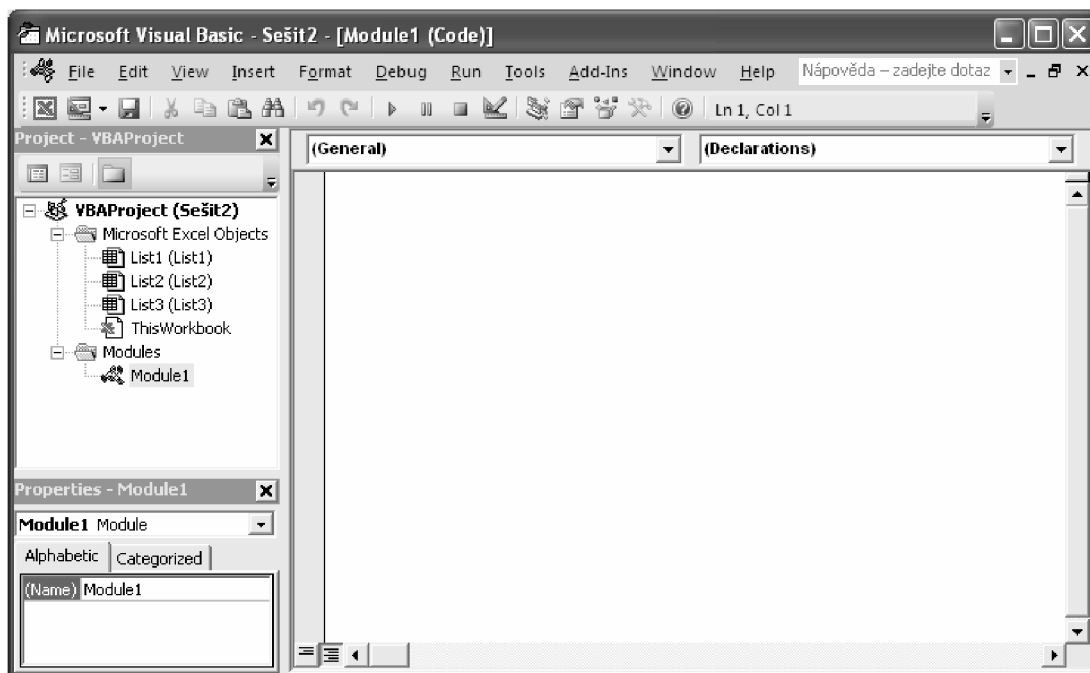 Microsoft Visual Basic - Sešit2 - [Module1 (Code)]
File Edit View Insert Format Debug Run Tools Add-Ins Window Help Nápověda – zadejte dotaz
Ln 1, Col 1
Project - VBAProject
(General) (Declarations)
VBAProject (Sešit2)
Microsoft Excel Objects
List1 (List1)
List2 (List2)
List3 (List3)
ThisWorkbook
Modules
Module1
Properties - Module1
Module1 Module
Alphabetic Categorized
(Name) Module1